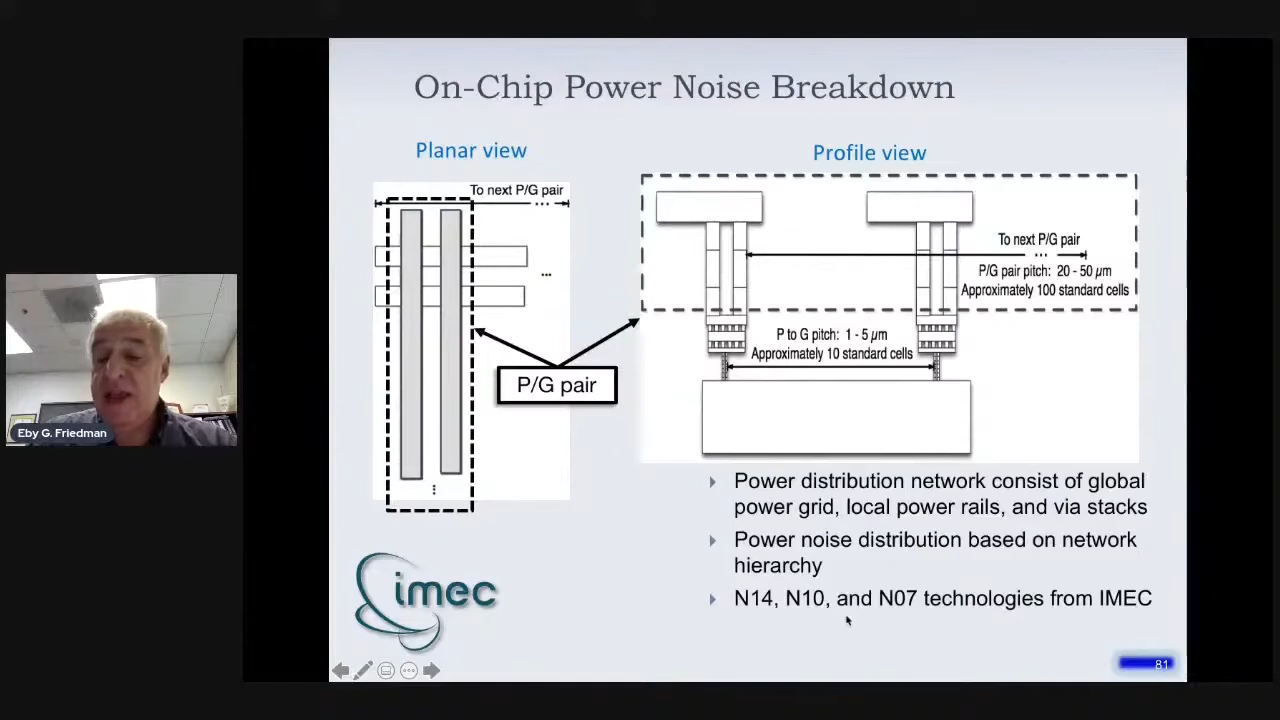 On-Chip Power Noise Breakdown
Planar view
Profile view
To next P/G pair
...
...
...
To next P/G pair
...
P/G pair pitch: 20 - 50 µm
Approximately 100 standard cells
P to G pitch: 1 - 5 µm
Approximately 10 standard cells
P/G pair
Eby G. Friedman
Power distribution network consist of global
power grid, local power rails, and via stacks
Power noise distribution based on network
hierarchy
N14, N10, and N07 technologies from IMEC
imec
81